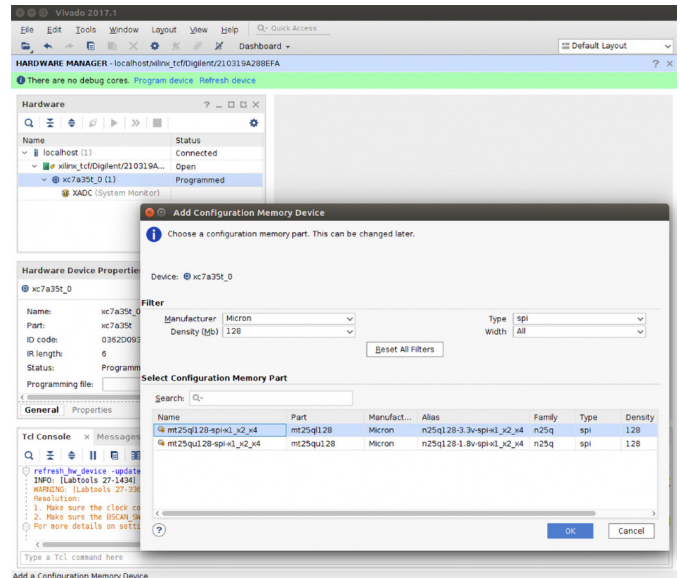 Vivado 2017.1
File Edit Tools Window Layout View Help Q- Quick Access
Dashboard
Default Layout
HARDWARE MANAGER - localhost/xilinx_tcf/Digilent/210319A28BEFA
There are no debug cores. Program device Refresh device
Hardware
Name Status
localhost (1) Connected
xilinx_tcf/Digilent/210319A... Open
xc7a35t_0 (1) Programmed
XADC (System Monitor)
Hardware Device Propertie
xc7a35t_0
Name: xc7a35t_0
Part: xc7a35t
ID code: 0362D093
IR length: 6
Status: Programm
Programming file:
General Properties
Tcl Console Messages
refresh_hw_device -update
INFO: [Labtools 27-1434]
WARNING: [Labtools 27-336
Resolution:
1. Make sure the clock co
2. Make sure the BSCAN_SW
For more details on setti
Type a Tcl command here
Add a Configuration Memory Device
Add Configuration Memory Device
Choose a configuration memory part. This can be changed later.
Device: xc7a35t_0
Filter
Manufacturer Micron Type spi
Density (Mb) 128 Width All
Reset All Filters
Select Configuration Memory Part
Search: Q-
Name Part Manufact... Alias Family Type Density
mt25ql128-spi-x1_x2_x4 mt25ql128 Micron n25q128-3.3v-spi-x1_x2_x4 n25q spi 128
mt25qu128-spi-x1_x2_x4 mt25qu128 Micron n25q128-1.8v-spi-x1_x2_x4 n25q spi 128
OK Cancel